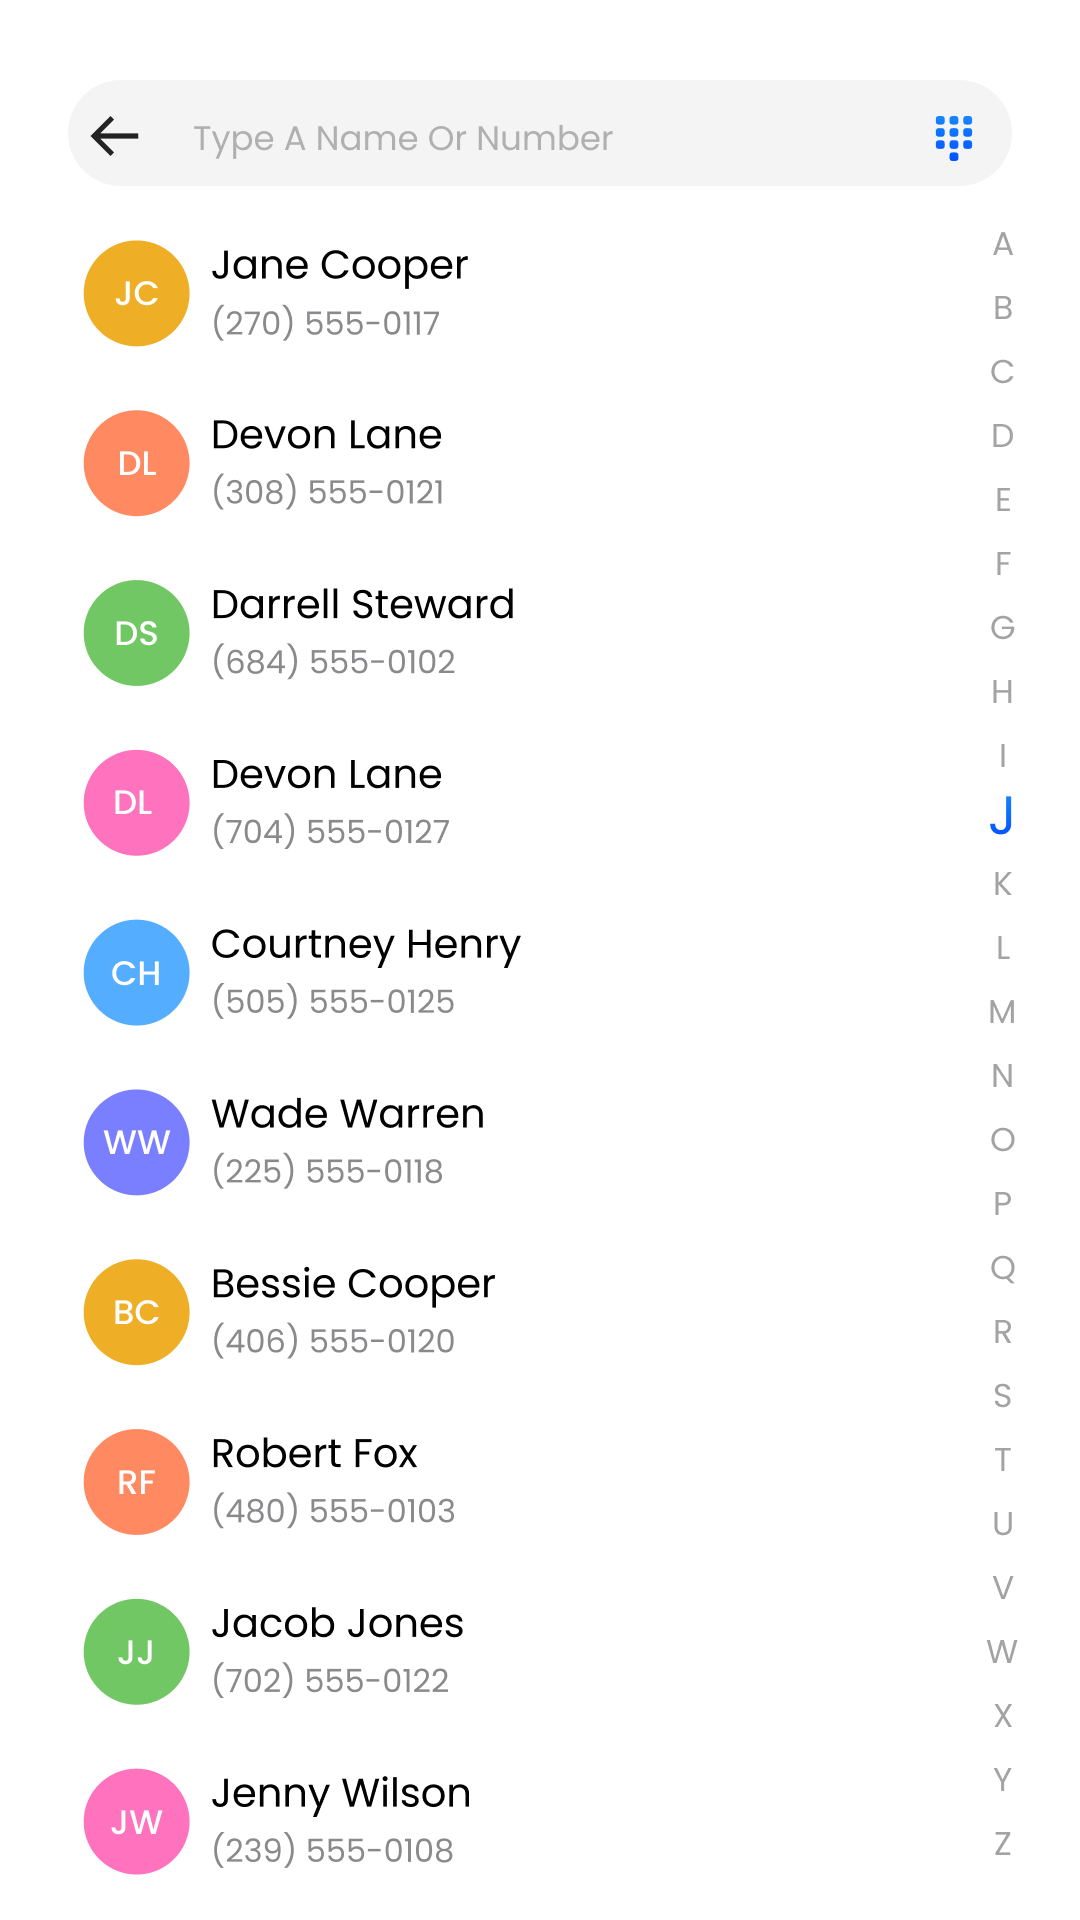 Type A Name Or Number
JC
Jane Cooper
(270) 555-0117
DL
Devon Lane
(308) 555-0121
DS
Darrell Steward
(684) 555-0102
DL
Devon Lane
(704) 555-0127
CH
Courtney Henry
(505) 555-0125
WW
Wade Warren
(225) 555-0118
BC
Bessie Cooper
(406) 555-0120
RF
Robert Fox
(480) 555-0103
JJ
Jacob Jones
(702) 555-0122
JW
Jenny Wilson
(239) 555-0108
A
B
C
D
E
F
G
H
I
J
K
L
M
N
O
P
Q
R
S
T
U
V
W
X
Y
Z